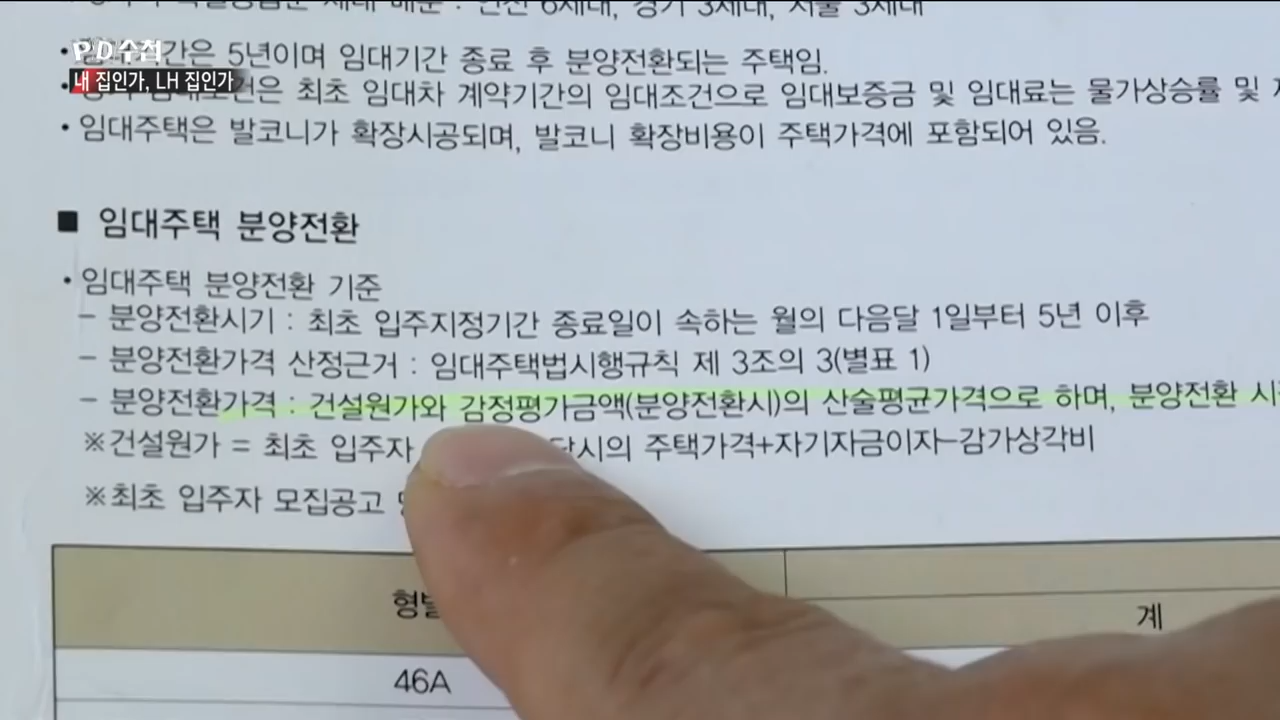 세대, 경기 3세대, 서울 3세대
PD수첩
내 집인가, LH 집인가
5년이며 임대기간 종료 후 분양전환되는 주택임.
최초 임대차 계약기간의 임대조건으로 임대보증금 및 임대료는 물가상승률 및
· 임대주택은 발코니가 확장시공되며, 발코니 확장비용이 주택가격에 포함되어 있음.
■ 임대주택 분양전환
· 임대주택 분양전환 기준
- 분양전환시기 : 최초 입주지정기간 종료일이 속하는 월의 다음달 1일부터 5년 이후
- 분양전환가격 산정근거 : 임대주택법시행규칙 제 3조의 3(별표 1)
- 분양전환가격 : 건설원가와 감정평가금액(분양전환시)의 산술평균가격으로 하며, 분양전환
※건설원가 = 최초 입주자 당시의 주택가격+자기자금이자-감가상각비
※최초 입주자 모집공고
계
46A